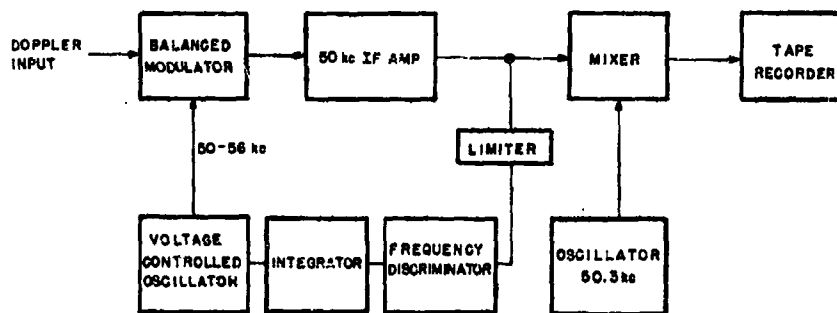 DOPPLER
INPUT
BALANCED
MODULATOR
50 kc IF AMP
MIXER
TAPE
RECORDER
50-56 kc
LIMITER
VOLTAGE
CONTROLLED
OSCILLATOR
INTEGRATOR
FREQUENCY
DISCRIMINATOR
OSCILLATOR
50.3 kc